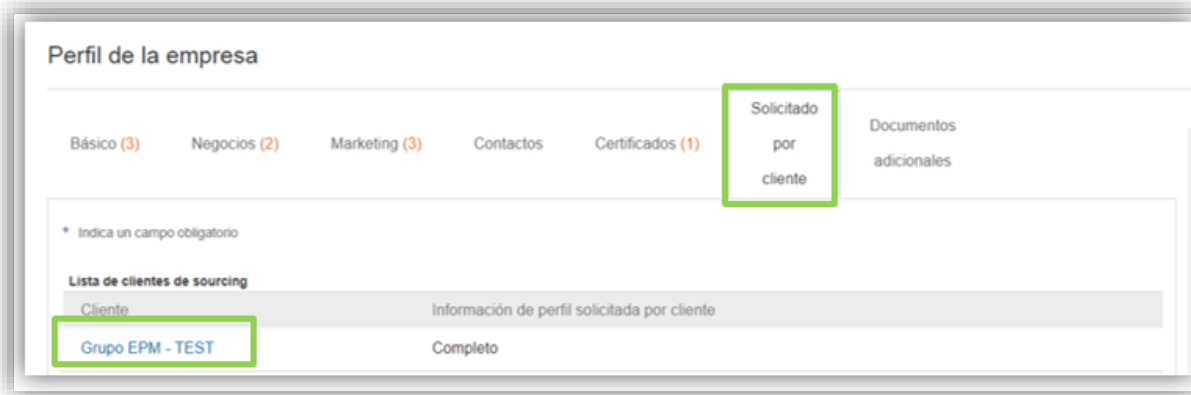 Perfil de la empresa
Básico (3) Negocios (2) Marketing (3) Contactos Certificados (1) Solicitado
por
cliente Documentos
adicionales
* Indica un campo obligatorio
Lista de clientes de sourcing
Cliente Información de perfil solicitada por cliente
Grupo EPM - TEST Completo